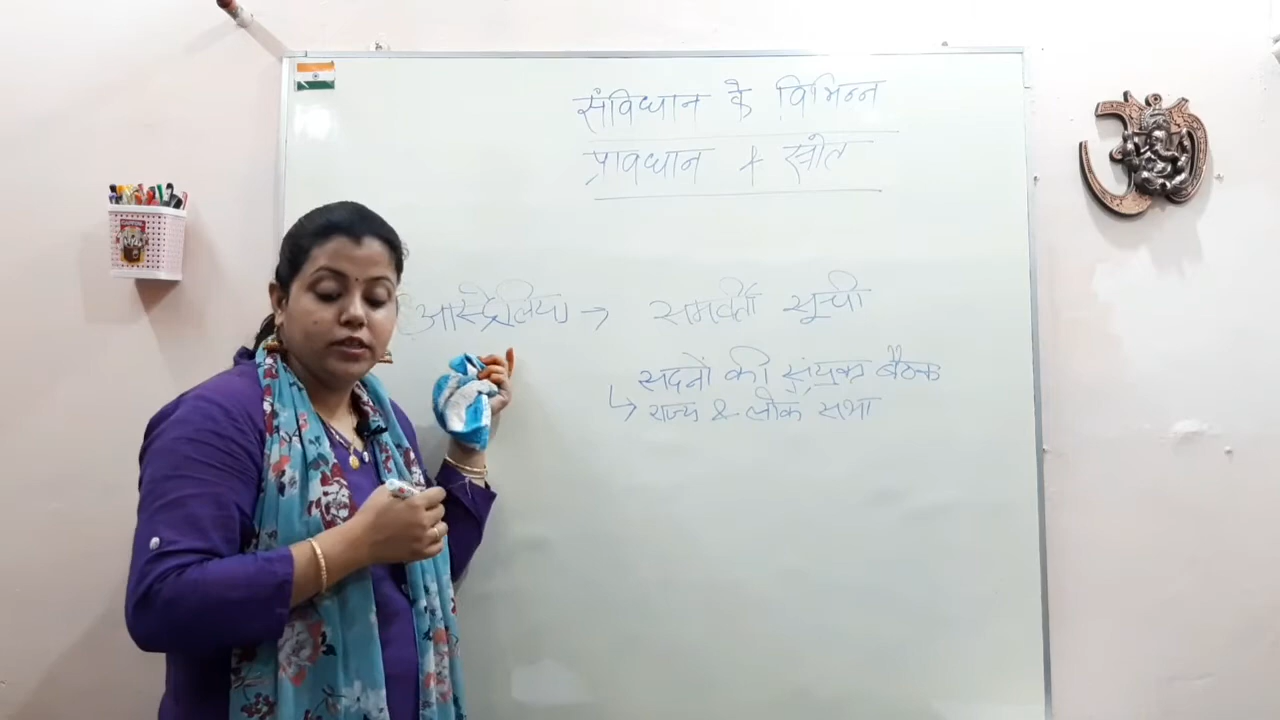 संविधान के विभिन्न
प्रावधान + स्रोत
आस्ट्रेलिया → समवर्ती सूची
सदनों की संयुक्त बैठक
↳ राज्य & लोक सभा